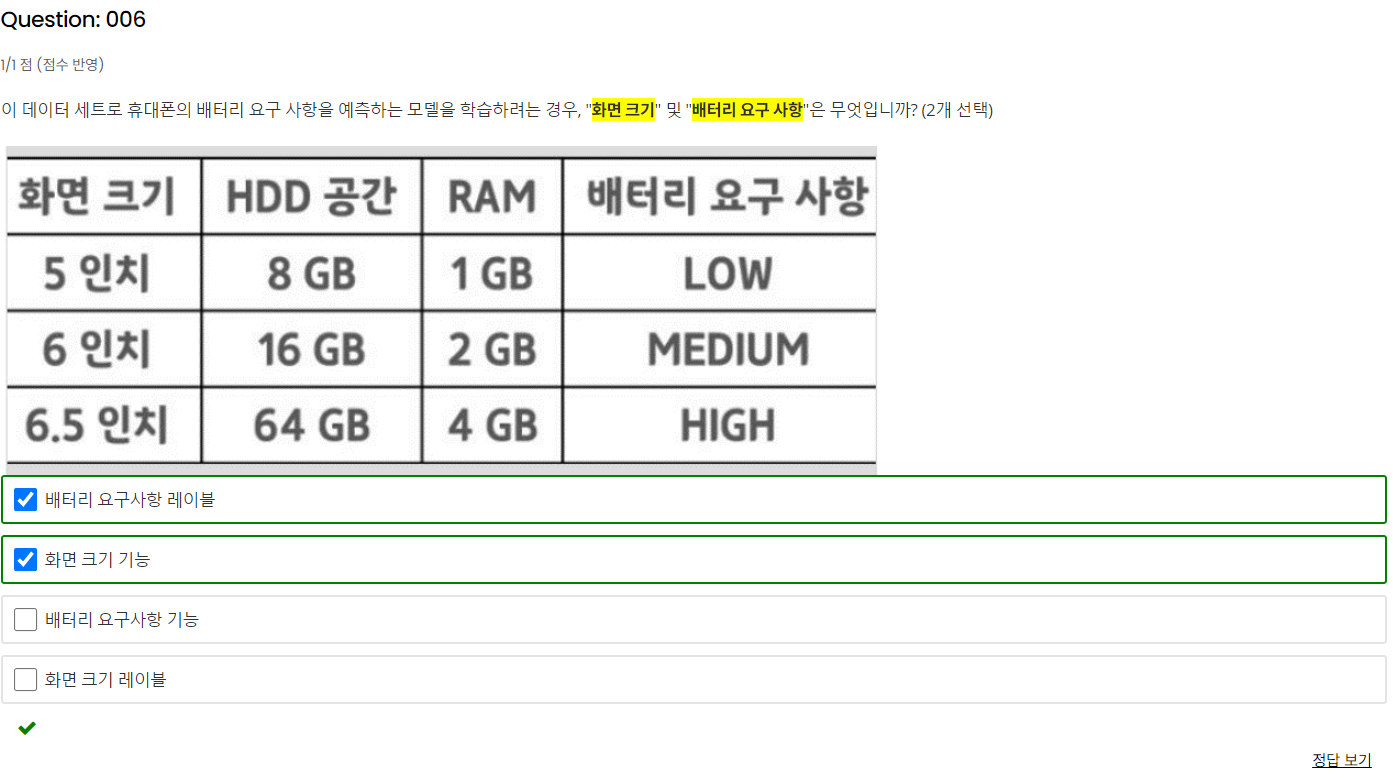 Question: 006
1/1 점 (점수 반영)
이 데이터 세트로 휴대폰의 배터리 요구 사항을 예측하는 모델을 학습하려는 경우, "화면 크기" 및 "배터리 요구 사항"은 무엇입니까? (2개 선택)
화면 크기 HDD 공간 RAM 배터리 요구 사항
5 인치 8 GB 1 GB LOW
6 인치 16 GB 2 GB MEDIUM
6.5 인치 64 GB 4 GB HIGH
배터리 요구사항 레이블
화면 크기 기능
배터리 요구사항 기능
화면 크기 레이블
정답 보기